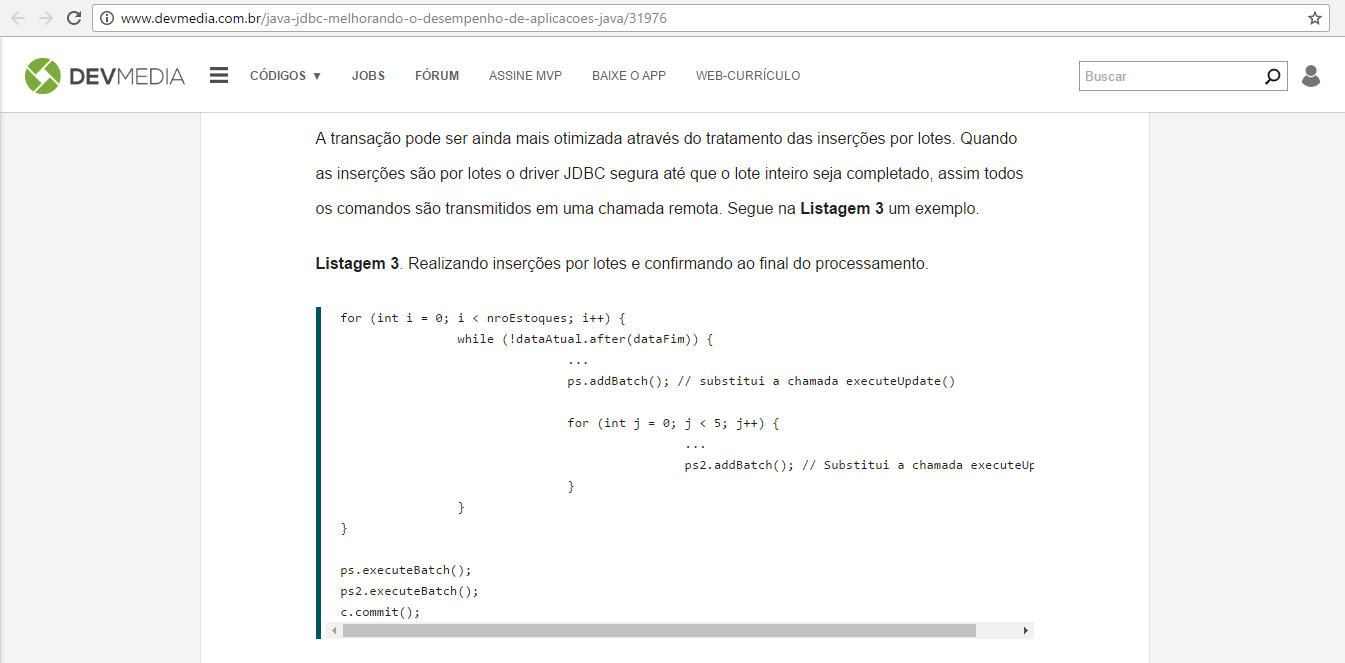 www.devmedia.com.br/java-jdbc-melhorando-o-desempenho-de-aplicacoes-java/31976
DEVMEDIA CÓDIGOS ▼ JOBS FÓRUM ASSINE MVP BAIXE O APP WEB-CURRÍCULO Buscar
A transação pode ser ainda mais otimizada através do tratamento das inserções por lotes. Quando
as inserções são por lotes o driver JDBC segura até que o lote inteiro seja completado, assim todos
os comandos são transmitidos em uma chamada remota. Segue na Listagem 3 um exemplo.
Listagem 3. Realizando inserções por lotes e confirmando ao final do processamento.
for (int i = 0; i < nroEstoques; i++) {
while (!dataAtual.after(dataFim)) {
...
ps.addBatch(); // substitui a chamada executeUpdate()
for (int j = 0; j < 5; j++) {
...
ps2.addBatch(); // Substitui a chamada executeUp
}
}
}
ps.executeBatch();
ps2.executeBatch();
c.commit();